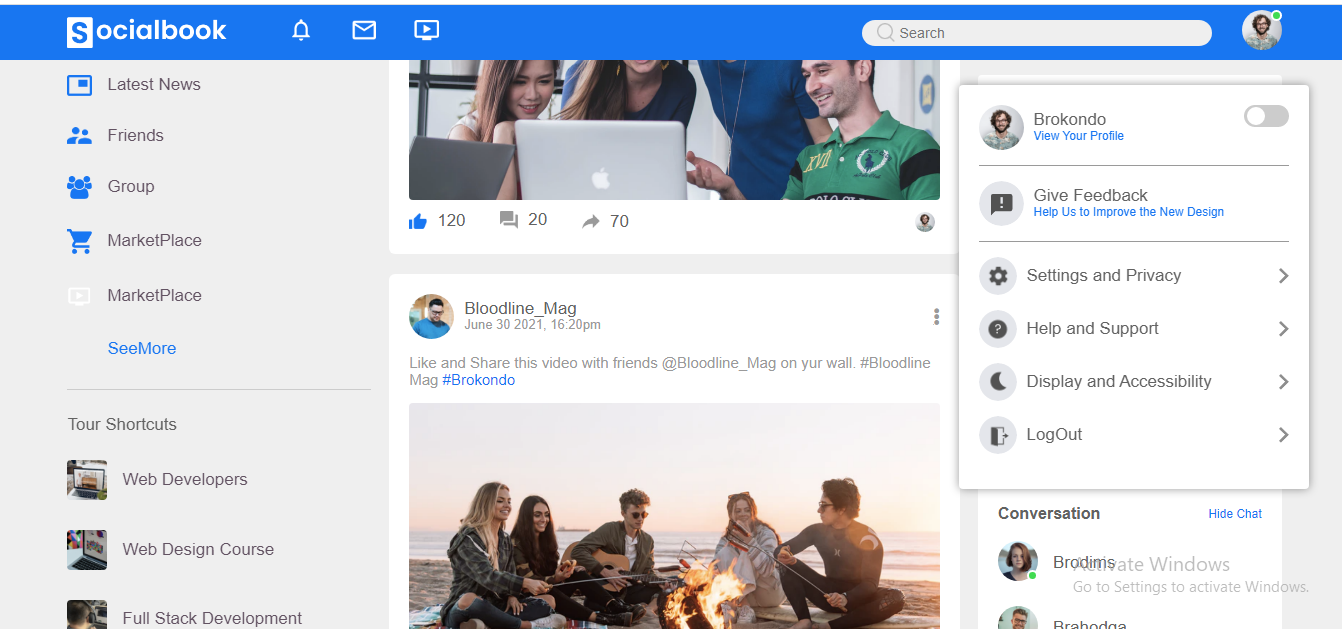 Socialbook
Search
Latest News
Friends
Group
MarketPlace
MarketPlace
SeeMore
Tour Shortcuts
Web Developers
Web Design Course
Full Stack Development
XVII
120
20
70
Bloodline_Mag
June 30 2021, 16:20pm
Like and Share this video with friends @Bloodline_Mag on yur wall. #Bloodline
Mag #Brokondo
Brokondo
View Your Profile
Give Feedback
Help Us to Improve the New Design
Settings and Privacy
Help and Support
Display and Accessibility
LogOut
Conversation
Hide Chat
Brodims
Activate Windows
Go to Settings to activate Windows.
Brahodga